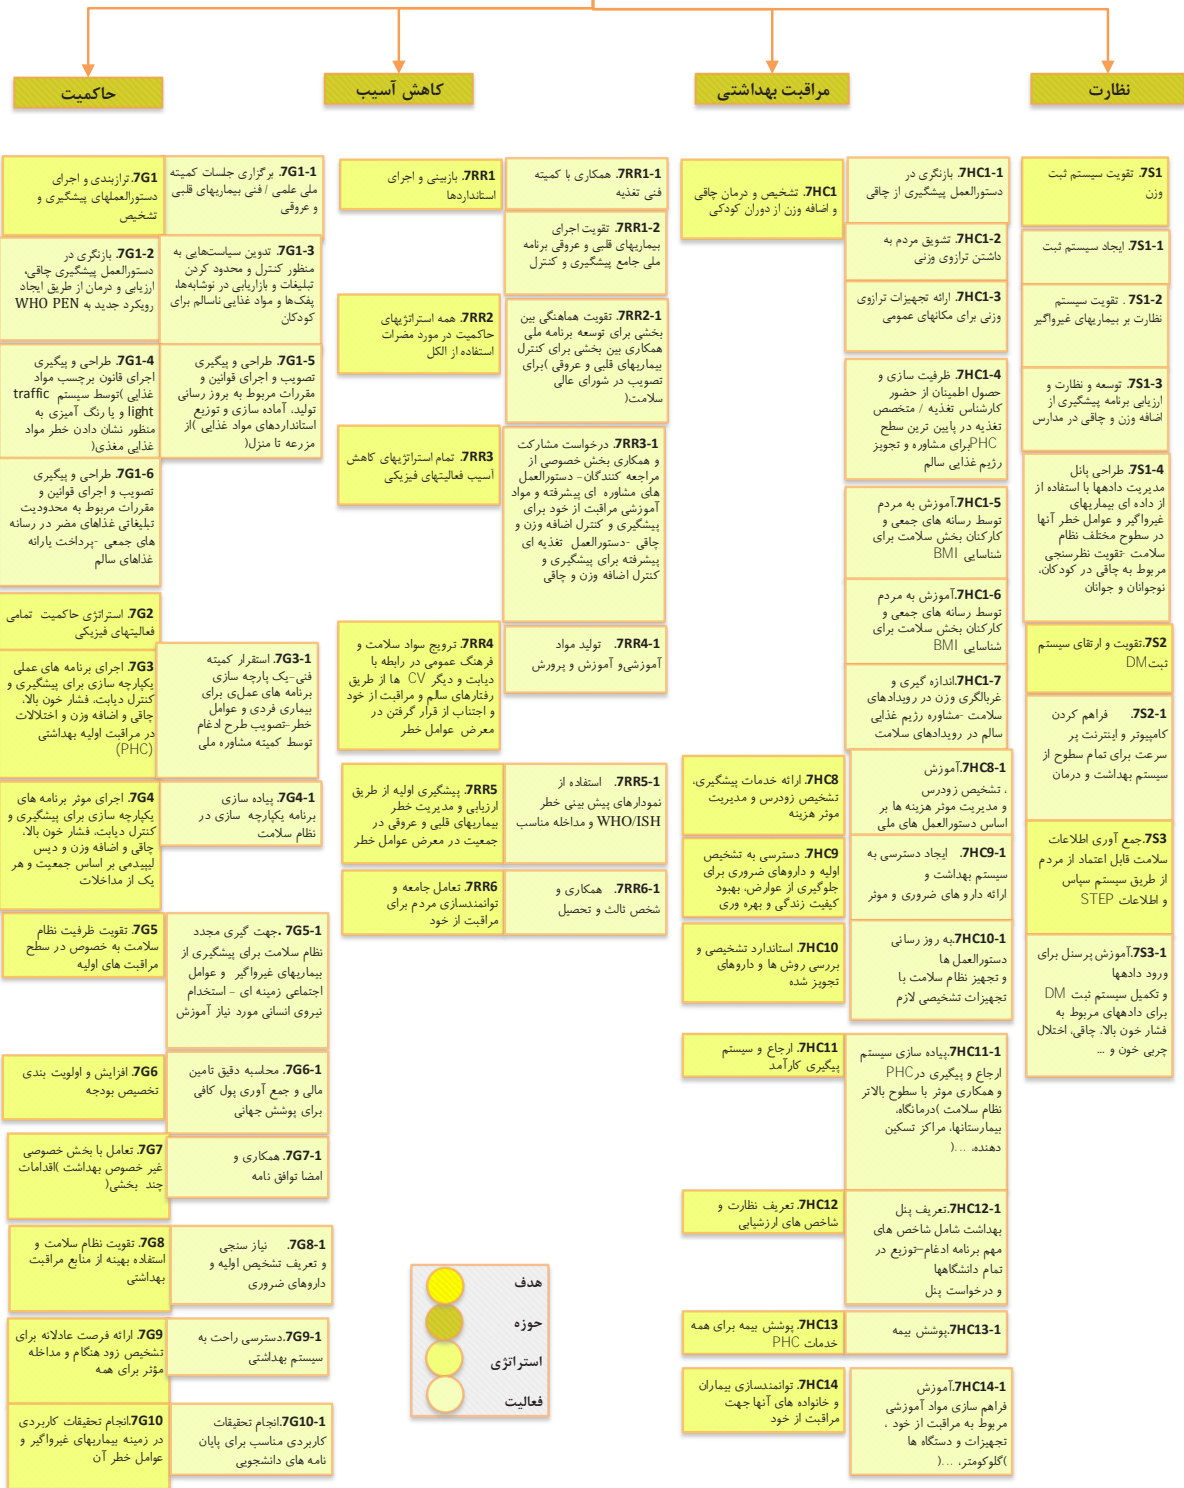 نظارت
مراقبت بهداشتی
کاهش آسیب
حاکمیت
7S1. تقویت سیستم ثبت
وزن
7S1-1. ایجاد سیستم ثبت
7S1-2 . تقویت سیستم
نظارت بر بیماریهای غیرواگیر
7S1-3. توسعه و نظارت و
ارزیابی برنامه پیشگیری از
اضافه وزن و چاقی در مدارس
7S1-4. طراحی پانل
مدیریت دادهها با استفاده از
از داده ای بیماریهای
غیرواگیر و عوامل خطر آنها
در سطوح مختلف نظام
سلامت -تقویت نظرسنجی
مربوط به چاقی در کودکان،
نوجوانان و جوانان
7S2.تقویت و ارتقای سیستم
ثبتDM
7S2-1. فراهم کردن
کامپیوتر و اینترنت پر
سرعت برای تمام سطوح از
سیستم بهداشت و درمان
7S3.جمع آوری اطلاعات
سلامت قابل اعتماد از مردم
از طریق سیستم سپاس
و اطلاعات STEP
7S3-1.آموزش پرسنل برای
ورود دادهها
و تکمیل سیستم ثبت DM
برای دادههای مربوط به
فشار خون بالا، چاقی، اختلال
چربی خون و ...
7HC1. تشخیص و درمان چاقی
و اضافه وزن از دوران کودکی
7HC1-1. بازنگری در
دستورالعمل پیشگیری از چاقی
7HC1-2. تشویق مردم به
داشتن ترازوی وزنی
7HC1-3. ارائه تجهیزات ترازوی
وزنی برای مکانهای عمومی
7HC1-4. ظرفیت سازی و
حصول اطمینان از حضور
کارشناس تغذیه / متخصص
تغذیه در پایین ترین سطح
PHCبرای مشاوره و تجویز
رژیم غذایی سالم
7HC1-5.آموزش به مردم
توسط رسانه های جمعی و
کارکنان بخش سلامت برای
شناسایی BMI
7HC1-6.آموزش به مردم
توسط رسانه های جمعی و
کارکنان بخش سلامت برای
شناسایی BMI
7HC1-7.اندازه گیری و
غربالگری وزن در رویدادهای
سلامت -مشاوره رژیم غذایی
سالم در رویدادهای سلامت
7HC8. ارائه خدمات پیشگیری،
تشخیص زودرس و مدیریت
موثر هزینه
7HC8-1.آموزش
، تشخیص زودرس
و مدیریت موثر هزینه ها بر
اساس دستورالعمل های ملی
7HC9. دسترسی به تشخیص
اولیه و داروهای ضروری برای
جلوگیری از عوارض، بهبود
کیفیت زندگی و بهره وری
7HC9-1. ایجاد دسترسی به
سیستم بهداشت و
ارائه دارو های ضروری و موثر
7HC10. استاندارد تشخیصی و
بررسی روش ها و داروهای
تجویز شده
7HC10-1.به روز رسانی
دستورالعمل ها
و تجهیز نظام سلامت با
تجهیزات تشخیصی لازم
7HC11. ارجاع و سیستم
پیگیری کارآمد
7HC11-1.پیاده سازی سیستم
ارجاع و پیگیری درPHC
و همکاری موثر با سطوح بالاتر
نظام سلامت )درمانگاه،
بیمارستانها، مراکز تسکین
دهنده، ...(
7HC12. تعریف نظارت و
شاخص های ارزشیابی
7HC12-1.تعریف پنل
بهداشت شامل شاخص های
مهم برنامه ادغام–توزیع در
تمام دانشگاهها
و درخواست پنل
7HC13. پوشش بیمه برای همه
خدمات PHC
7HC13-1.پوشش بیمه
7HC14. توانمندسازی بیماران
و خانواده های آنها جهت
مراقبت از خود
7HC14-1.آموزش
فراهم سازی مواد آموزشی
مربوط به مراقبت از خود ،
تجهیزات و دستگاه ها
)گلوکومتر، ...(
7RR1. بازبینی و اجرای
استانداردها
7RR1-1. همکاری با کمیته
فنی تغذیه
7RR1-2. تقویت اجرای
بیماریهای قلبی و عروقی برنامه
ملی جامع پیشگیری و کنترل
7RR2. همه استراتژیهای
حاکمیت در مورد مضرات
استفاده از الکل
7RR2-1. تقویت هماهنگی بین
بخشی برای توسعه برنامه ملی
همکاری بین بخشی برای کنترل
بیماریهای قلبی و عروقی )برای
تصویب در شورای عالی
سلامت(
7RR3. تمام استراتژیهای کاهش
آسیب فعالیتهای فیزیکی
7RR3-1. درخواست مشارکت
و همکاری بخش خصوصی از
مراجعه کنندگان– دستورالعمل
های مشاوره ای پیشرفته و مواد
آموزشی مراقبت از خود برای
پیشگیری و کنترل اضافه وزن و
چاقی -دستورالعمل تغذیه ای
پیشرفته برای پیشگیری و
کنترل اضافه وزن و چاقی
7RR4. ترویج سواد سلامت و
فرهنگ عمومی در رابطه با
دیابت و دیگر CV ها از طریق
رفتارهای سالم و مراقبت از خود
و اجتناب از قرار گرفتن در
معرض عوامل خطر
7RR4-1. تولید مواد
آموزشیو آموزش و پرورش
7RR5. پیشگیری اولیه از طریق
ارزیابی و مدیریت خطر
بیماریهای قلبی و عروقی در
جمعیت در معرض عوامل خطر
7RR5-1. استفاده از
نمودارهای پیش بینی خطر
WHO/ISH و مداخله مناسب
7RR6. تعامل جامعه و
توانمندسازی مردم برای
مراقبت از خود
7RR6-1. همکاری و
شخص ثالث و تحصیل
7G1. ترازبندی و اجرای
دستورالعملهای پیشگیری و
تشخیص
7G1-1. برگزاری جلسات کمیته
ملی علمی / فنی بیماریهای قلبی
و عروقی
7G1-2. بازنگری در
دستورالعمل پیشگیری چاقی،
ارزیابی و درمان از طریق ایجاد
رویکرد جدید به WHO PEN
7G1-3. تدوین سیاستهایی به
منظور کنترل و محدود کردن
تبلیغات و بازاریابی در نوشابهها،
پفکها و مواد غذایی ناسالم برای
کودکان
7G1-4. طراحی و پیگیری
اجرای قانون برچسب مواد
غذایی )توسط سیستم traffic
light و یا رنگ آمیزی به
منظور نشان دادن خطر مواد
غذایی مغذی(
7G1-5. طراحی و پیگیری
تصویب و اجرای قوانین و
مقررات مربوط به بروز رسانی
تولید، آماده سازی و توزیع
استانداردهای مواد غذایی )از
مزرعه تا منزل(
7G1-6. طراحی و پیگیری
تصویب و اجرای قوانین و
مقررات مربوط به محدودیت
تبلیغاتی غذاهای مضر در رسانه
های جمعی -پرداخت یارانه
غذاهای سالم
7G2. استراتژی حاکمیت تمامی
فعالیتهای فیزیکی
7G3. اجرای برنامه های عملی
یکپارچه سازی برای پیشگیری و
کنترل دیابت، فشار خون بالا،
چاقی و اضافه وزن و اختلالات
در مراقبت اولیه بهداشتی
(PHC)
7G3-1. استقرار کمیته
فنی–یک پارچه سازی
برنامه های عملی برای
بیماری فردی و عوامل
خطر–تصویب طرح ادغام
توسط کمیته مشاوره ملی
7G4. اجرای موثر برنامه های
یکپارچه سازی برای پیشگیری و
کنترل دیابت، فشار خون بالا،
چاقی و اضافه وزن و دیس
لیپیدمی بر اساس جمعیت و هر
یک از مداخلات
7G4-1. پیاده سازی
برنامه یکپارچه سازی در
نظام سلامت
7G5. تقویت ظرفیت نظام
سلامت به خصوص در سطح
مراقبت های اولیه
7G5-1 .جهت گیری مجدد
نظام سلامت برای پیشگیری از
بیماریهای غیرواگیر و عوامل
اجتماعی زمینه ای – استخدام
نیروی انسانی مورد نیاز آموزش
7G6. افزایش و اولویت بندی
تخصیص بودجه
7G6-1. محاسبه دقیق تامین
مالی و جمع آوری پول کافی
برای پوشش جهانی
7G7. تعامل با بخش خصوصی
غیر خصوص بهداشت )اقدامات
چند بخشی(
7G7-1. همکاری و
امضا توافق نامه
7G8. تقویت نظام سلامت و
استفاده بهینه از منابع مراقبت
بهداشتی
7G8-1. نیاز سنجی
و تعریف تشخیص اولیه و
داروهای ضروری
7G9. ارائه فرصت عادلانه برای
تشخیص زود هنگام و مداخله
مؤثر برای همه
7G9-1.دسترسی راحت به
سیستم بهداشتی
7G10.انجام تحقیقات کاربردی
در زمینه بیماریهای غیرواگیر و
عوامل خطر آن
7G10-1.انجام تحقیقات
کاربردی مناسب برای پایان
نامه های دانشجویی
هدف
حوزه
استراتژی
فعالیت